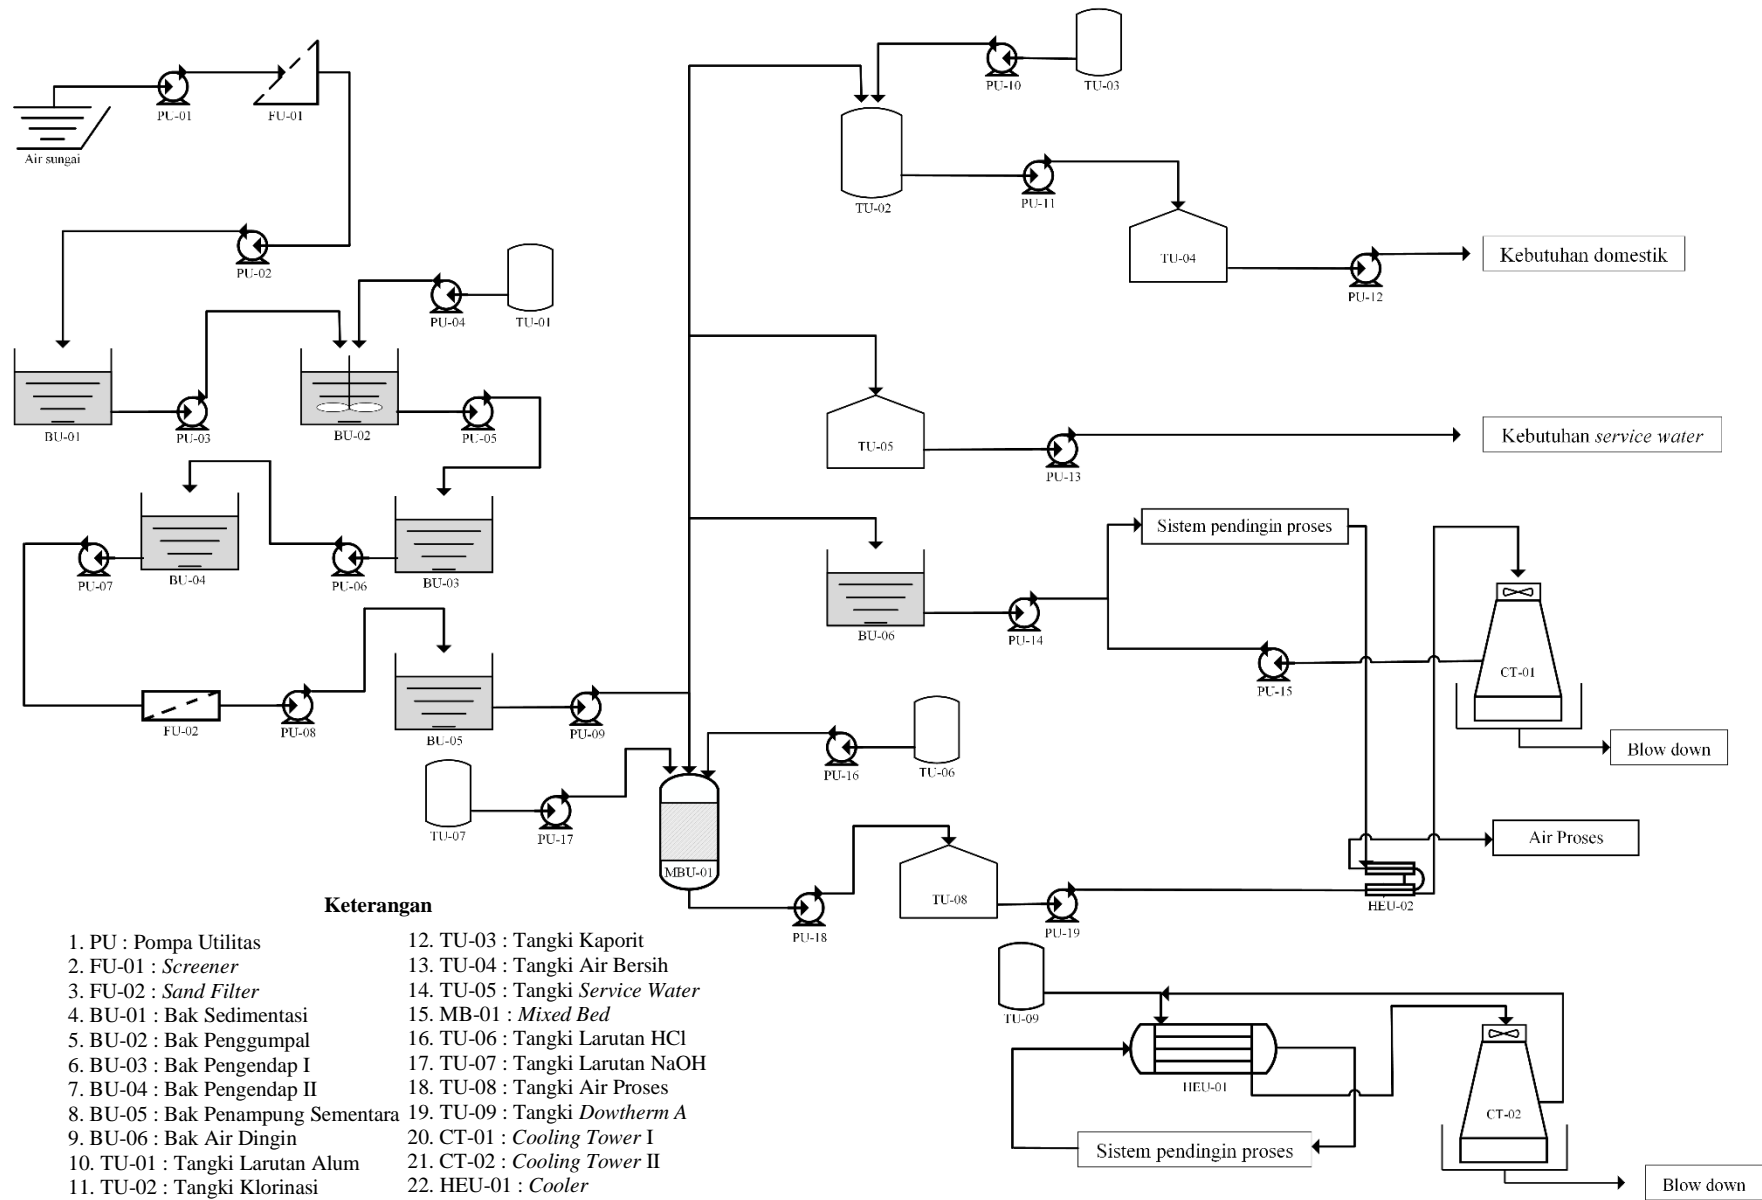 PU-01
FU-01
Air sungai
PU-02
PU-04
TU-01
BU-01
PU-03
BU-02
PU-05
PU-07
BU-04
PU-06
BU-03
FU-02
PU-08
BU-05
PU-09
TU-07
PU-17
MBU-01
PU-16
TU-06
PU-18
TU-08
PU-19
PU-10
TU-03
TU-02
PU-11
TU-04
PU-12
Kebutuhan domestik
TU-05
PU-13
Kebutuhan service water
BU-06
PU-14
Sistem pendingin proses
PU-15
CT-01
Blow down
Air Proses
HEU-02
TU-09
HEU-01
Sistem pendingin proses
CT-02
Blow down
Keterangan
1. PU : Pompa Utilitas
2. FU-01 : Screener
3. FU-02 : Sand Filter
4. BU-01 : Bak Sedimentasi
5. BU-02 : Bak Penggumpal
6. BU-03 : Bak Pengendap I
7. BU-04 : Bak Pengendap II
8. BU-05 : Bak Penampung Sementara
9. BU-06 : Bak Air Dingin
10. TU-01 : Tangki Larutan Alum
11. TU-02 : Tangki Klorinasi
12. TU-03 : Tangki Kaporit
13. TU-04 : Tangki Air Bersih
14. TU-05 : Tangki Service Water
15. MB-01 : Mixed Bed
16. TU-06 : Tangki Larutan HCl
17. TU-07 : Tangki Larutan NaOH
18. TU-08 : Tangki Air Proses
19. TU-09 : Tangki Dowtherm A
20. CT-01 : Cooling Tower I
21. CT-02 : Cooling Tower II
22. HEU-01 : Cooler